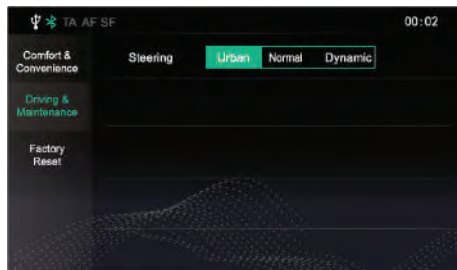 TA AF SF
00:02
Comfort &
Convenience
Steering
Urban
Normal
Dynamic
Driving &
Maintenance
Factory
Reset